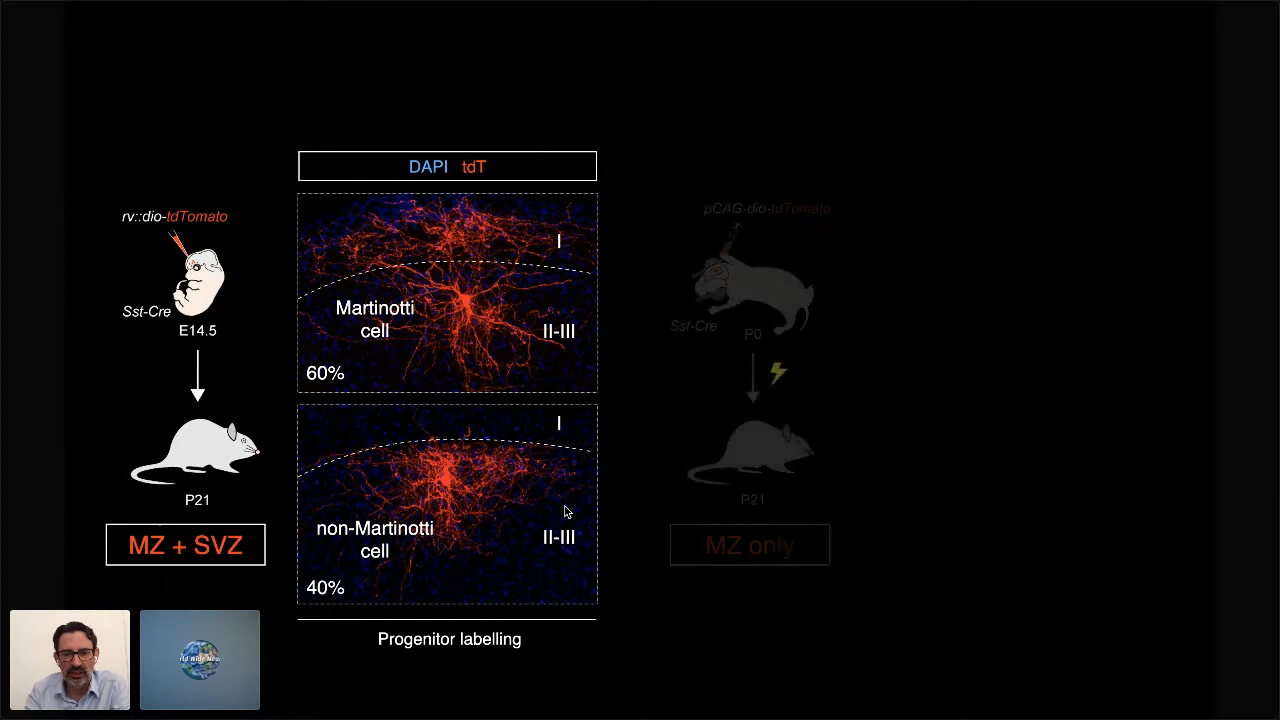 DAPI tdT
rv::dio-tdTomato
Sst-Cre
E14.5
P21
MZ + SVZ
I
Martinotti
cell
II-III
60%
I
non-Martinotti
cell
II-III
40%
Progenitor labelling
pCAG-dio-tdTomato
Sst-Cre
P0
P21
MZ only